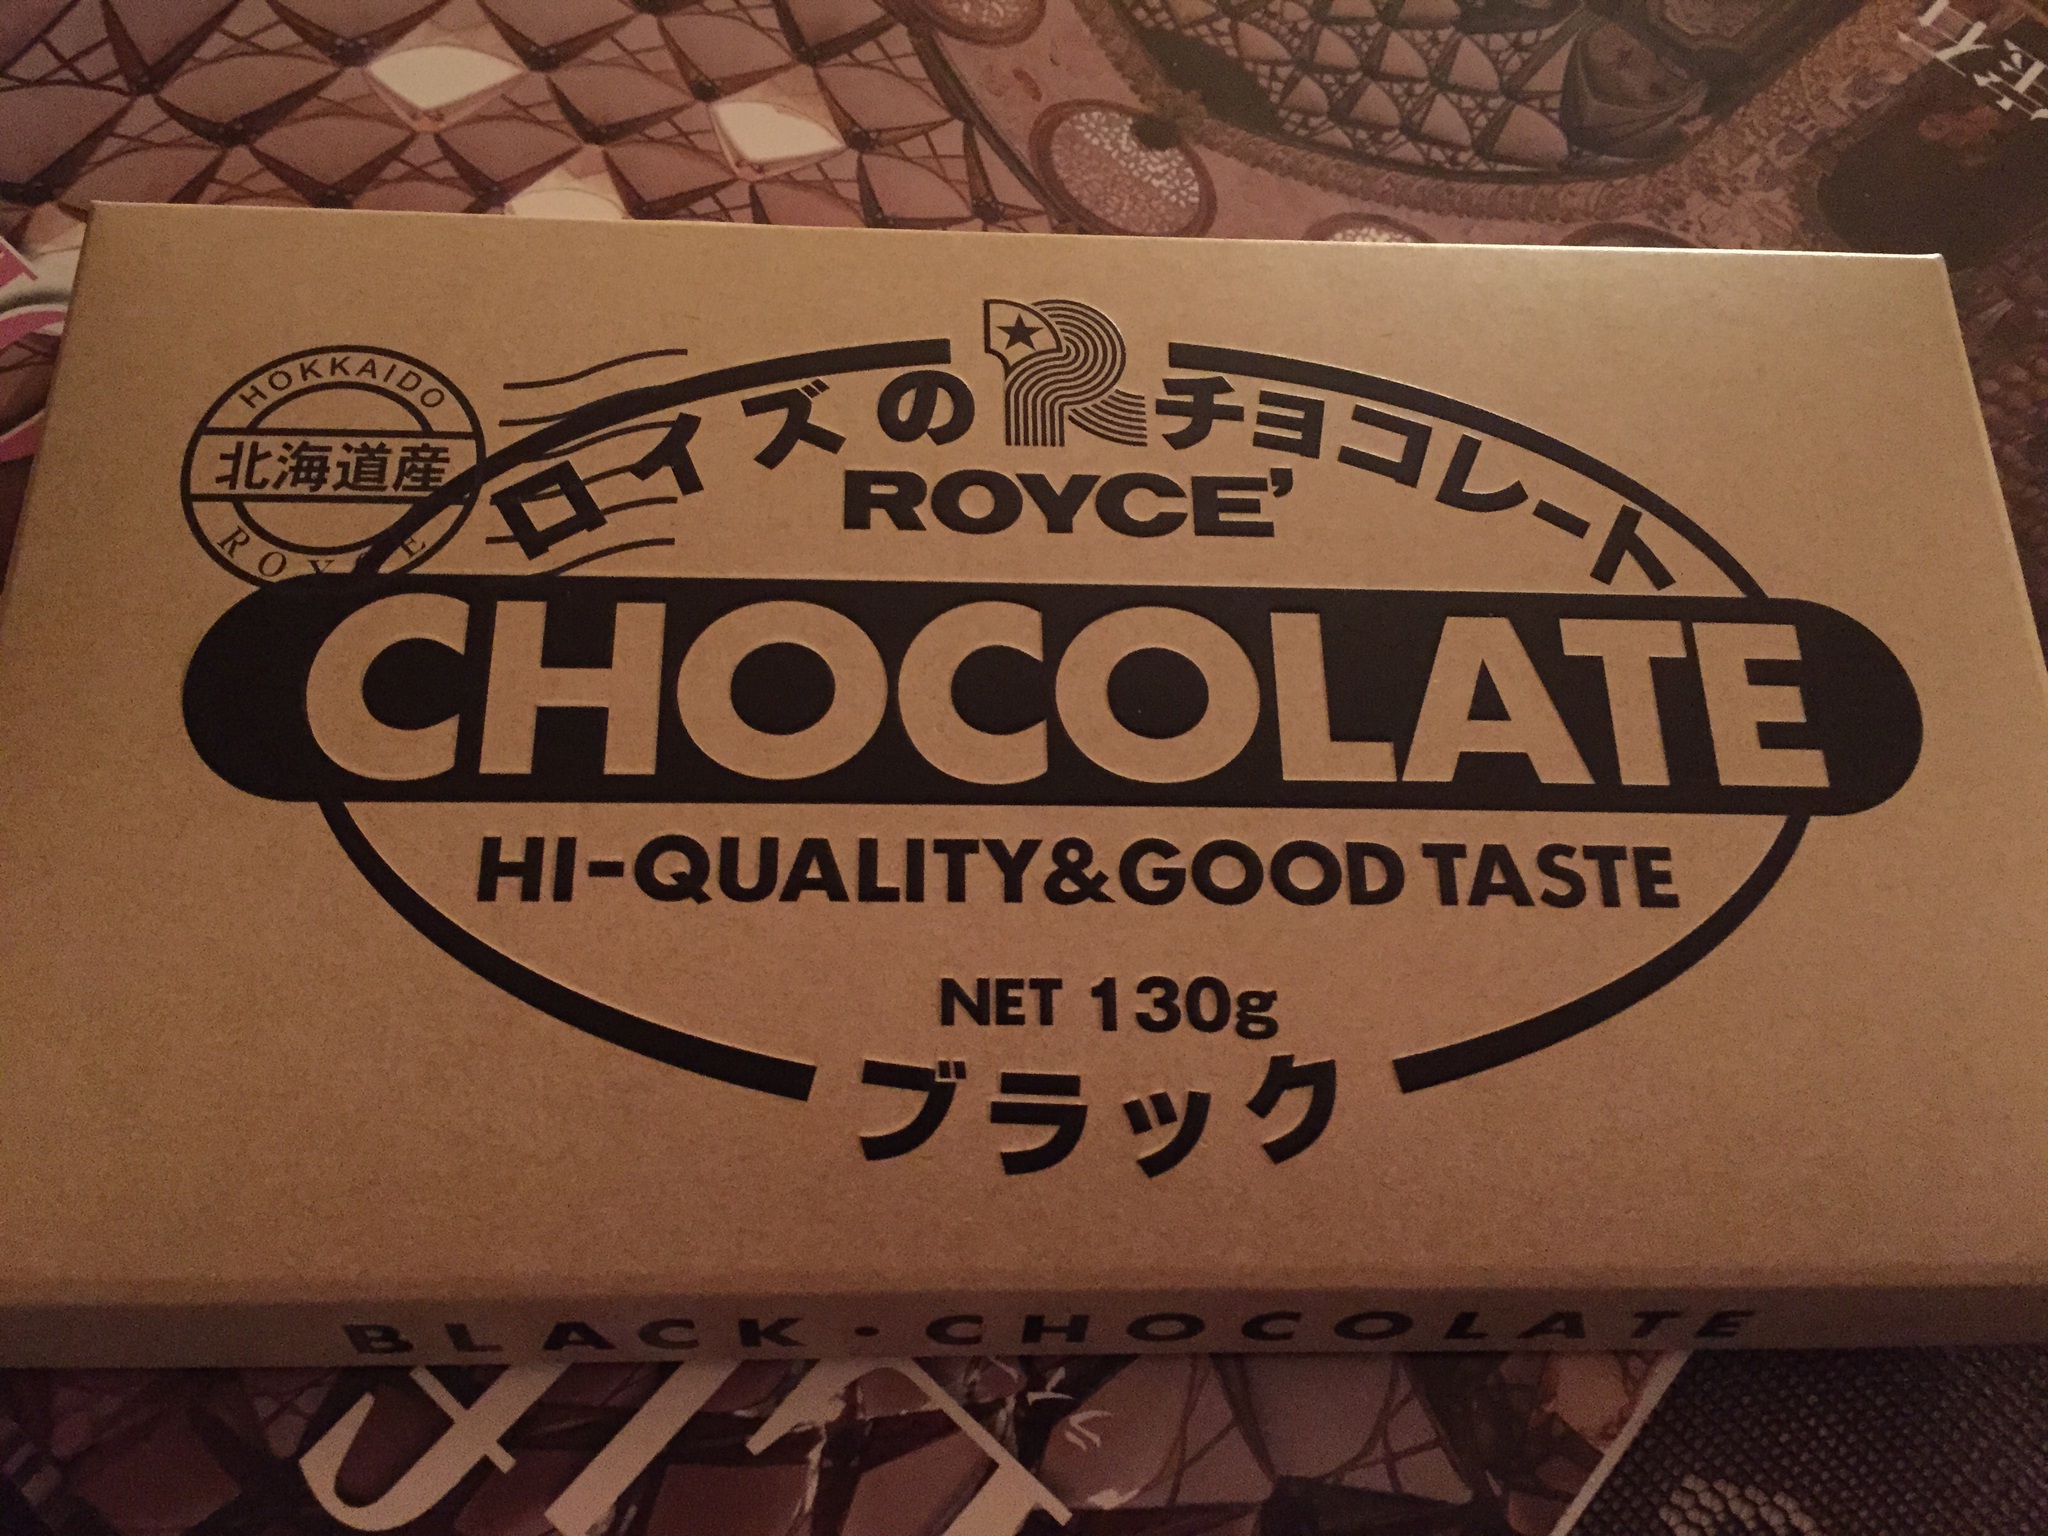 HOKKAIDO
北海道産
ROYCE
ロイズのチョコレート
ROYCE'
CHOCOLATE
HI-QUALITY&GOOD TASTE
NET 130g
ブラック
BLACK・CHOCOLATE